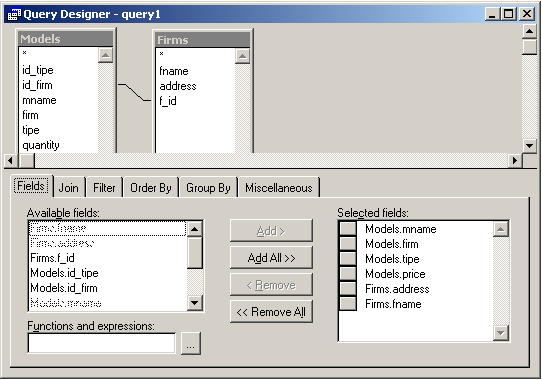 Query Designer - query1
Models
*
id_tipe
id_firm
mname
firm
tipe
quantity
Firms
*
fname
address
f_id
Fields
Join
Filter
Order By
Group By
Miscellaneous
Available fields:
Firms.fname
Firms.address
Firms.f_id
Models.id_tipe
Models.id_firm
Models.mname
Functions and expressions:
...
Add >
Add All >>
< Remove
<< Remove All
Selected fields:
Models.mname
Models.firm
Models.tipe
Models.price
Firms.address
Firms.fname